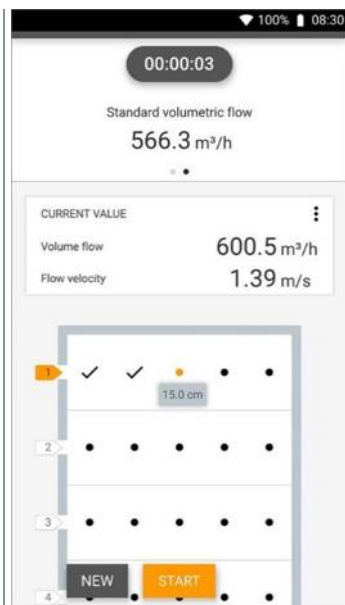 100% 08:30
00:00:03
Standard volumetric flow
566.3 m³/h
CURRENT VALUE
Volume flow 600.5 m³/h
Flow velocity 1.39 m/s
1
15.0 cm
2
3
NEW START
4